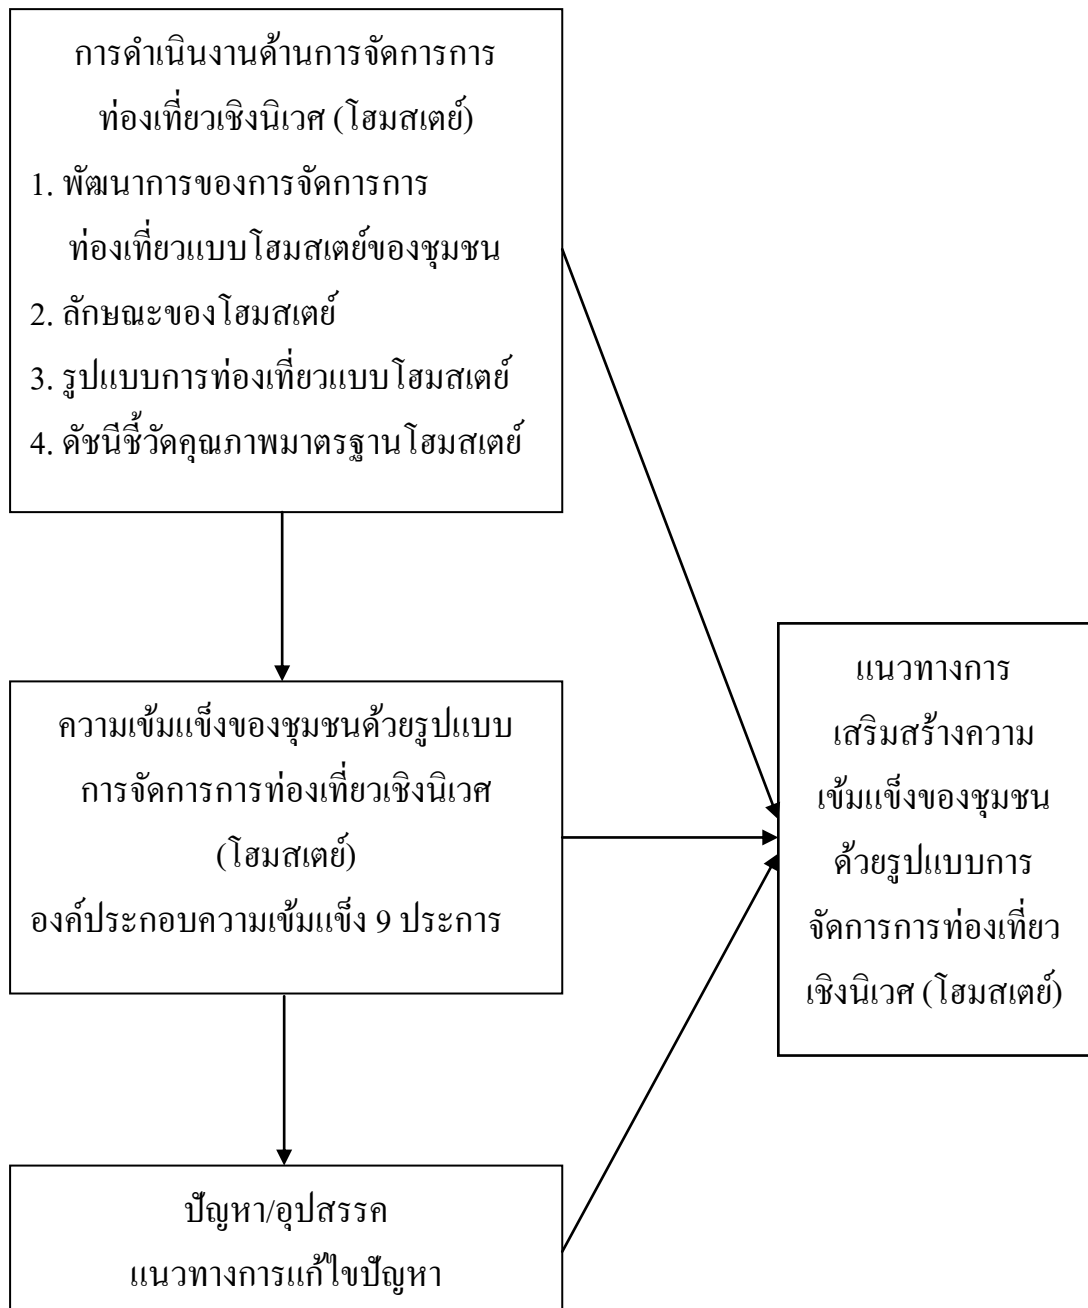 การดำเนินงานด้านการจัดการการ
ท่องเที่ยวเชิงนิเวศ (โฮมสเตย์)
1. พัฒนาการของการจัดการการ
ท่องเที่ยวแบบโฮมสเตย์ของชุมชน
2. ลักษณะของโฮมสเตย์
3. รูปแบบการท่องเที่ยวแบบโฮมสเตย์
4. ดัชนีชี้วัดคุณภาพมาตรฐานโฮมสเตย์
ความเข้มแข็งของชุมชนด้วยรูปแบบ
การจัดการการท่องเที่ยวเชิงนิเวศ
(โฮมสเตย์)
องค์ประกอบความเข้มแข็ง 9 ประการ
ปัญหา/อุปสรรค
แนวทางการแก้ไขปัญหา
แนวทางการ
เสริมสร้างความ
เข้มแข็งของชุมชน
ด้วยรูปแบบการ
จัดการการท่องเที่ยว
เชิงนิเวศ (โฮมสเตย์)